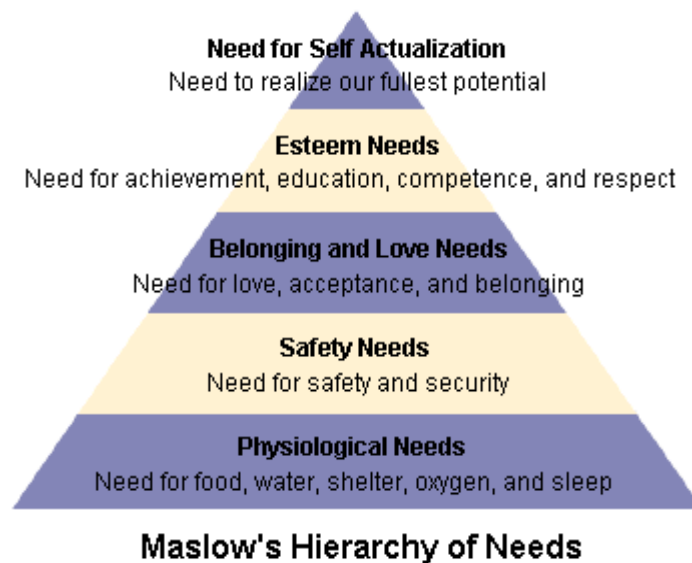 Need for Self Actualization
Need to realize our fullest potential
Esteem Needs
Need for achievement, education, competence, and respect
Belonging and Love Needs
Need for love, acceptance, and belonging
Safety Needs
Need for safety and security
Physiological Needs
Need for food, water, shelter, oxygen, and sleep
Maslow's Hierarchy of Needs